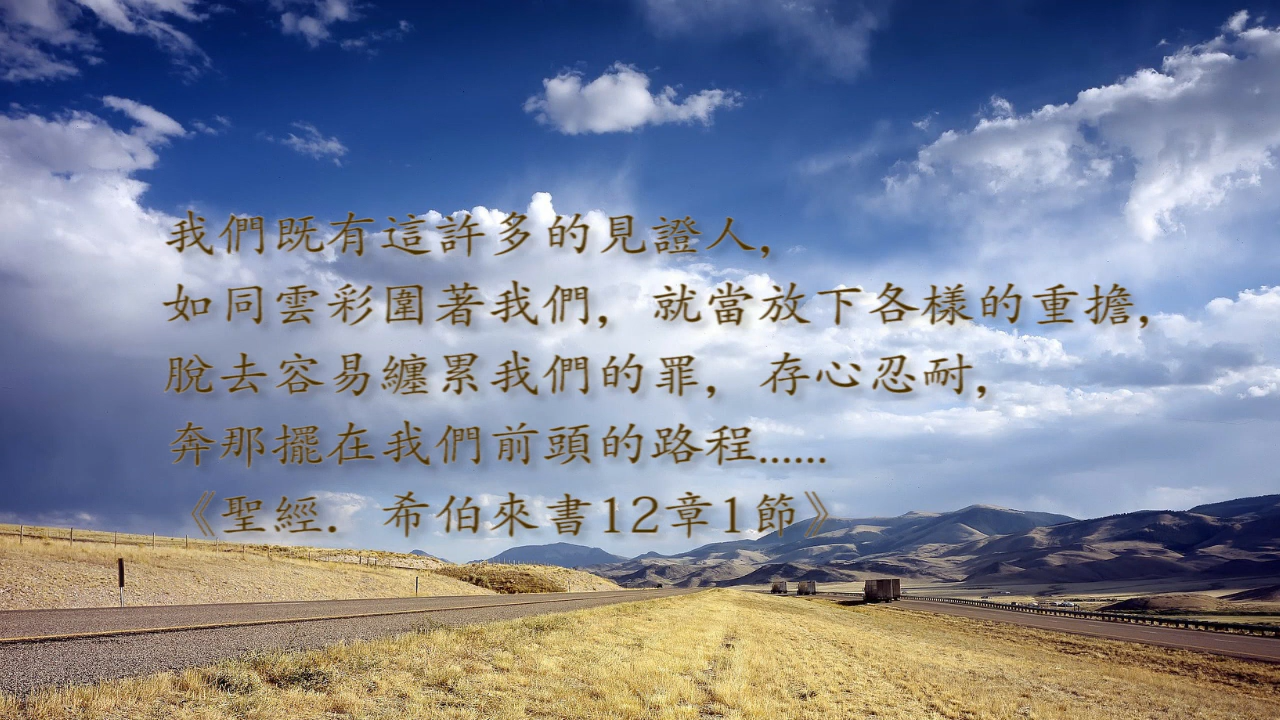 我們既有這許多的見證人,
如同雲彩圍著我們, 就當放下各樣的重擔,
脫去容易纏累我們的罪, 存心忍耐,
奔那擺在我們前頭的路程......
《聖經. 希伯來書12章1節》